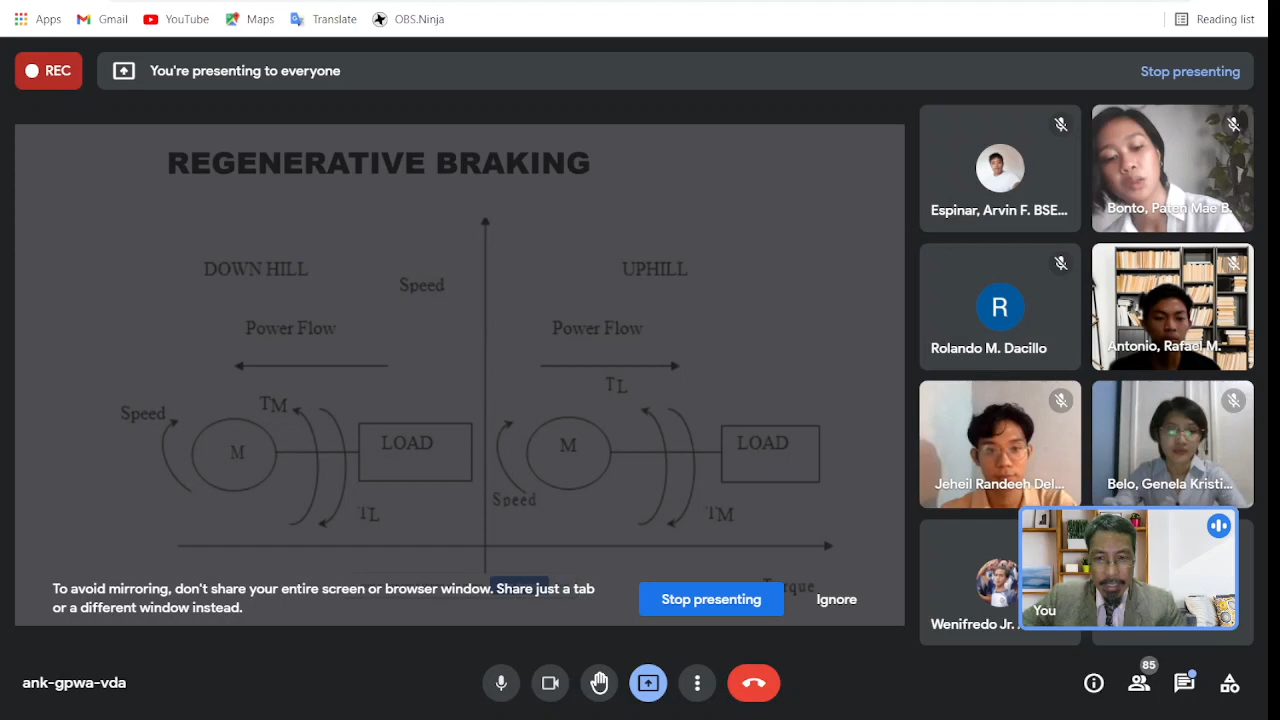 Apps Gmail YouTube Maps Translate OBS.Ninja Reading list
REC You're presenting to everyone Stop presenting
REGENERATIVE BRAKING
DOWN HILL
UPHILL
Speed
Power Flow
Power Flow
TL
Speed
TM
M
LOAD
M
LOAD
Speed
TL
TM
To avoid mirroring, don't share your entire screen or browser window. Share just a tab
or a different window instead.
Stop presenting
Ignore
Espinar, Arvin F. BSE...
Bonto, Paten Mae B.
R
Rolando M. Dacillo
Antonio, Rafael M.
Jeheil Randeeh Del...
Belo, Genela Kristi...
Wenifredo Jr.
You
ank-gpwa-vda
85